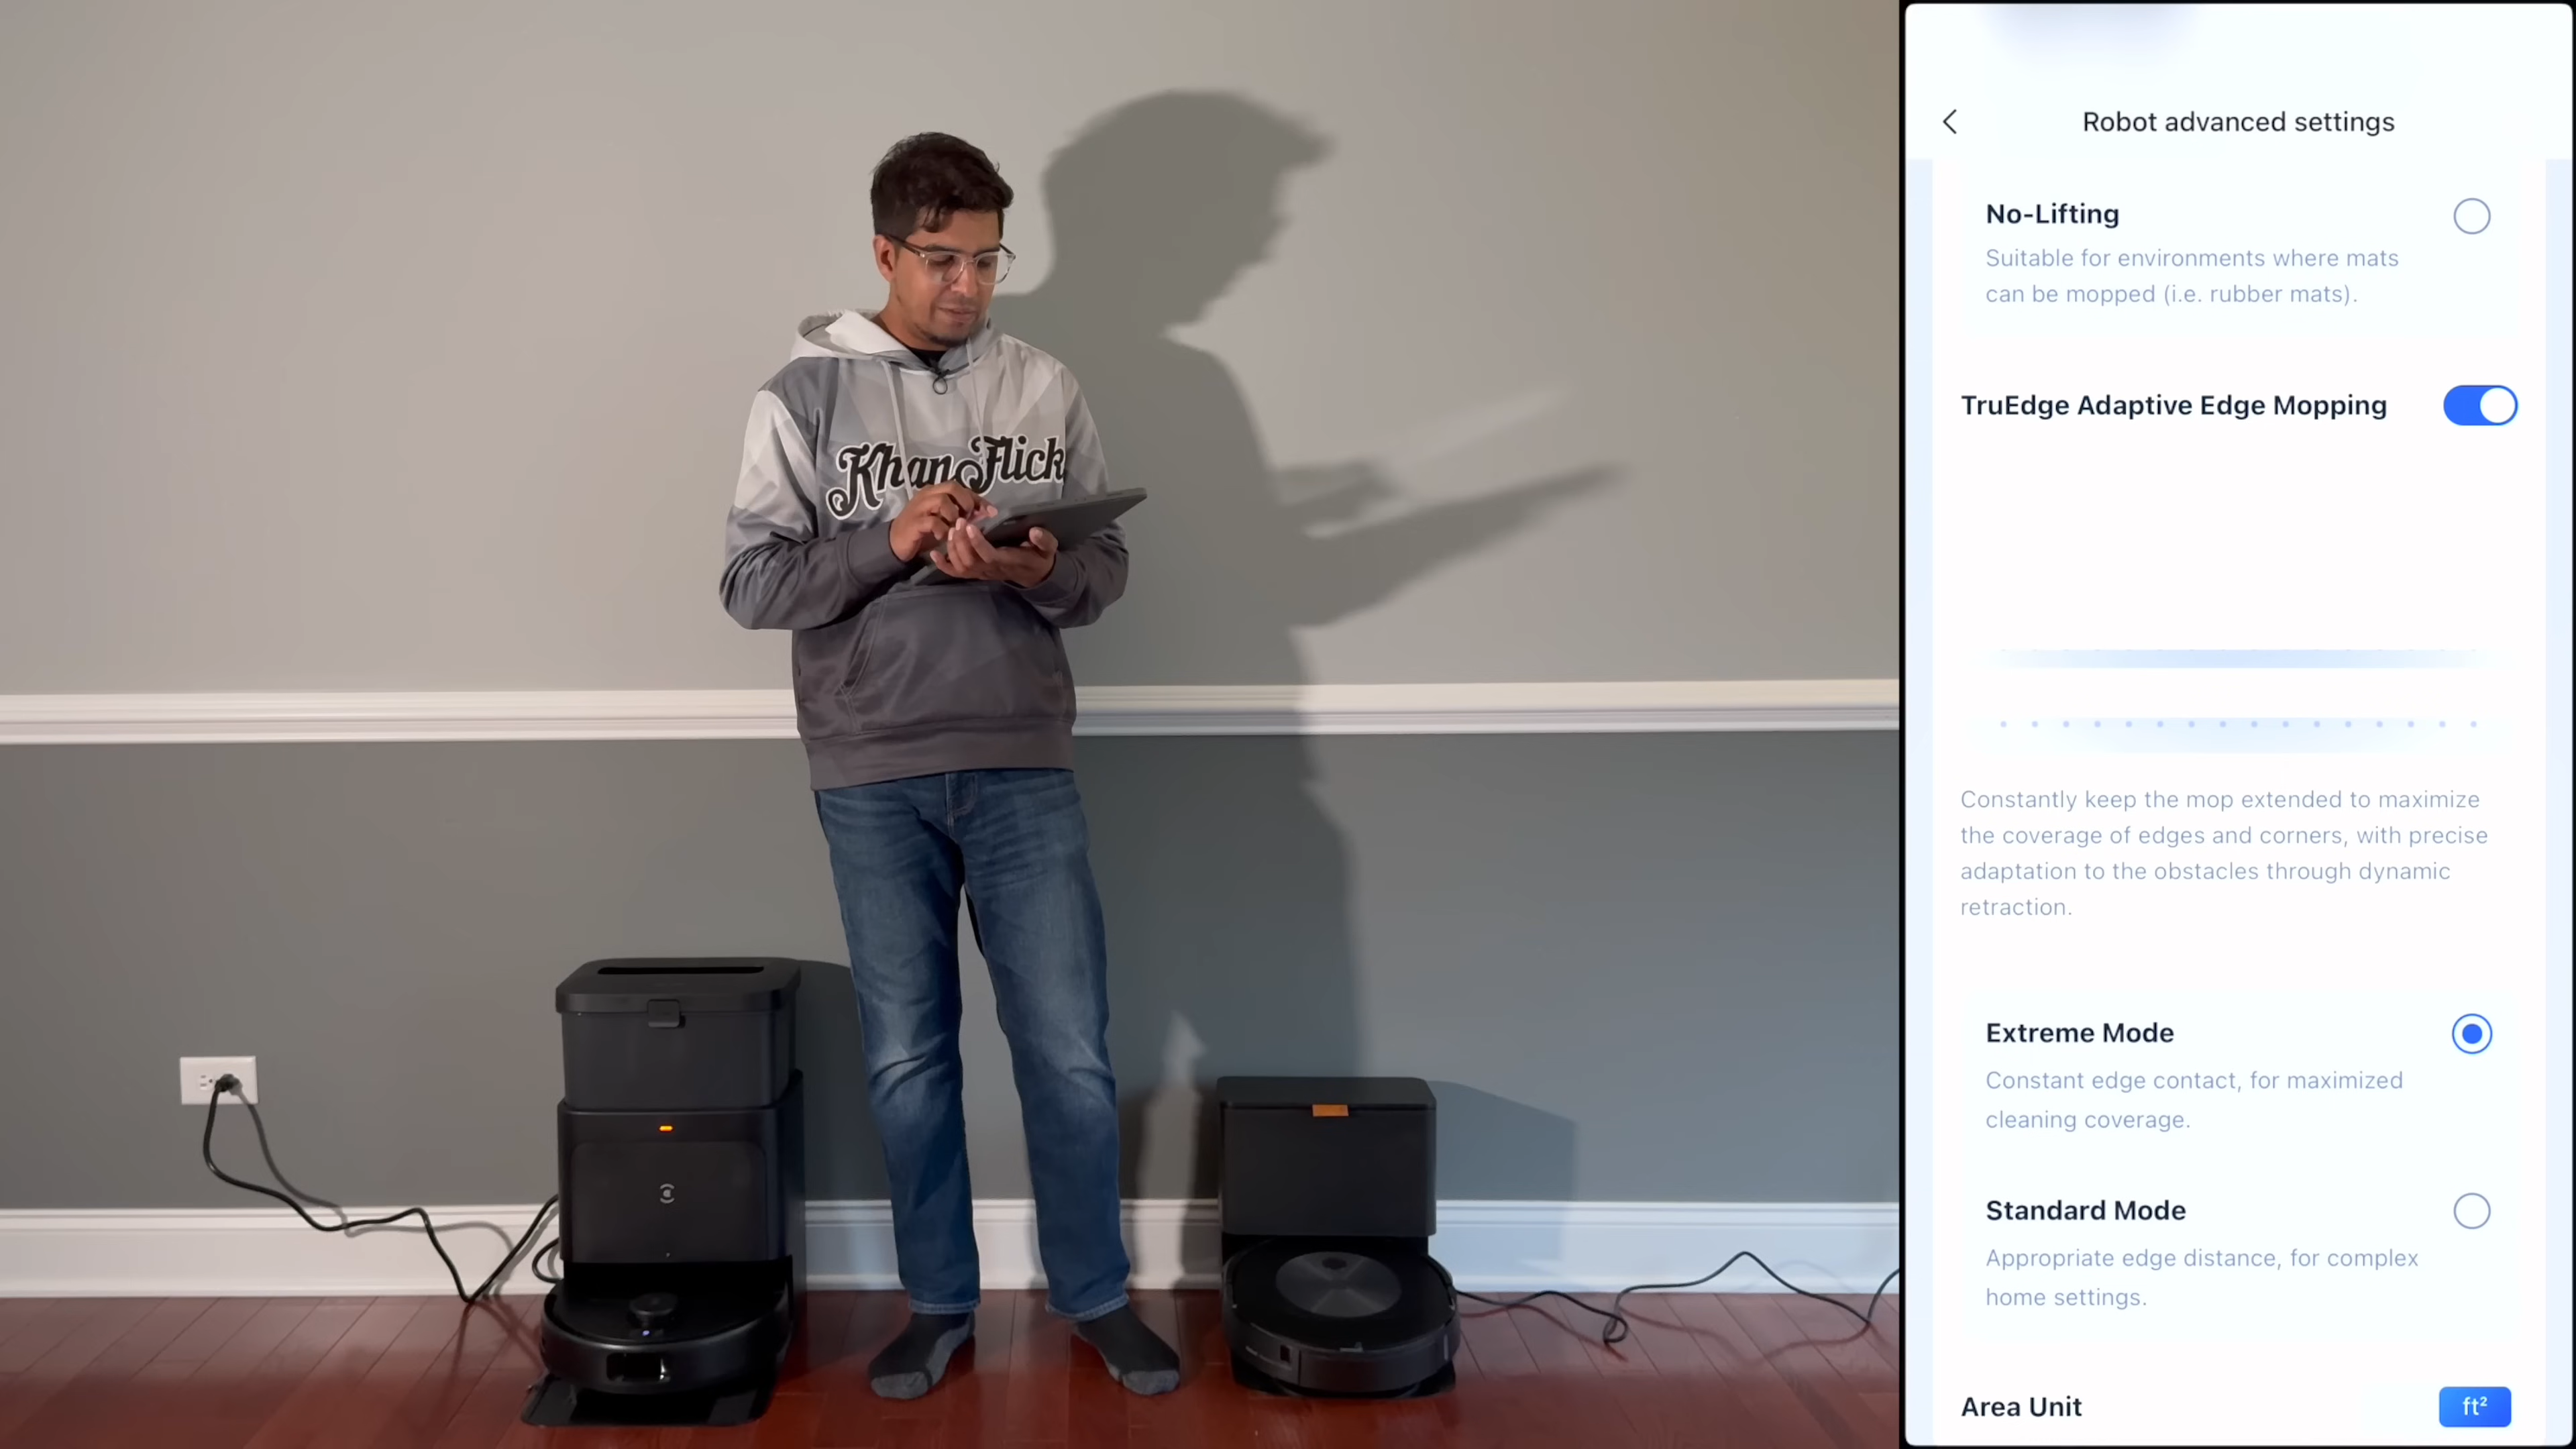 Khan Flick
Robot advanced settings
No-Lifting
Suitable for environments where mats
can be mopped (i.e. rubber mats).
TruEdge Adaptive Edge Mopping
Constantly keep the mop extended to maximize
the coverage of edges and corners, with precise
adaptation to the obstacles through dynamic
retraction.
Extreme Mode
Constant edge contact, for maximized
cleaning coverage.
Standard Mode
Appropriate edge distance, for complex
home settings.
Area Unit
ft²